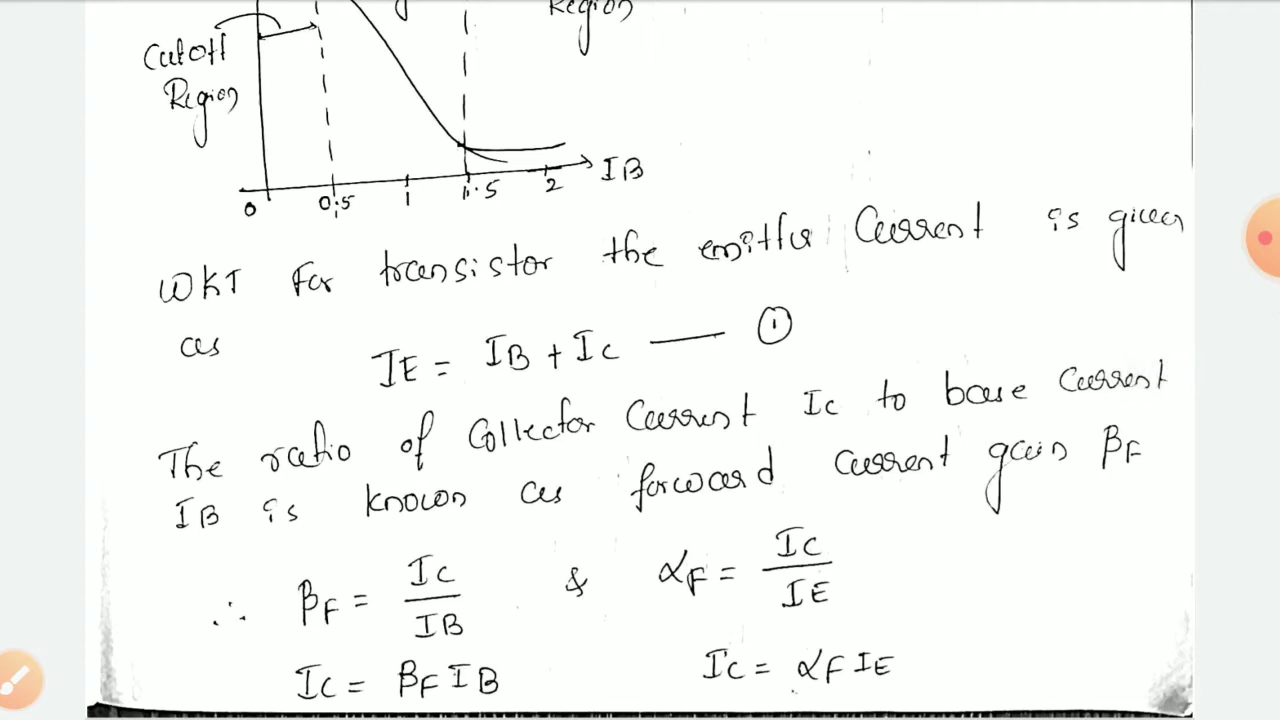 Region
Cutoff
Region
IB
0 0.5 1 1.5 2
WKT For transistor the emitter Current is given
as
IE = IB + IC — ①
The ratio of Collector Current Ic to base current
IB is known as forward current gain βF
∴ βF = IC / IB & αF = IC / IE
IC = βF IB IC = αF IE